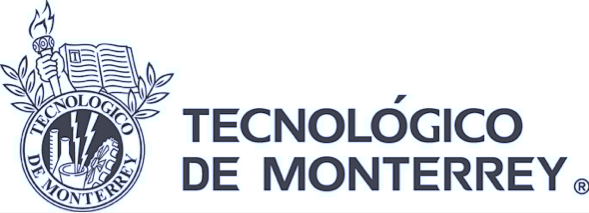 T
TECNOLOGICO
DE MONTERREY
TECNOLÓGICO
DE MONTERREY ®